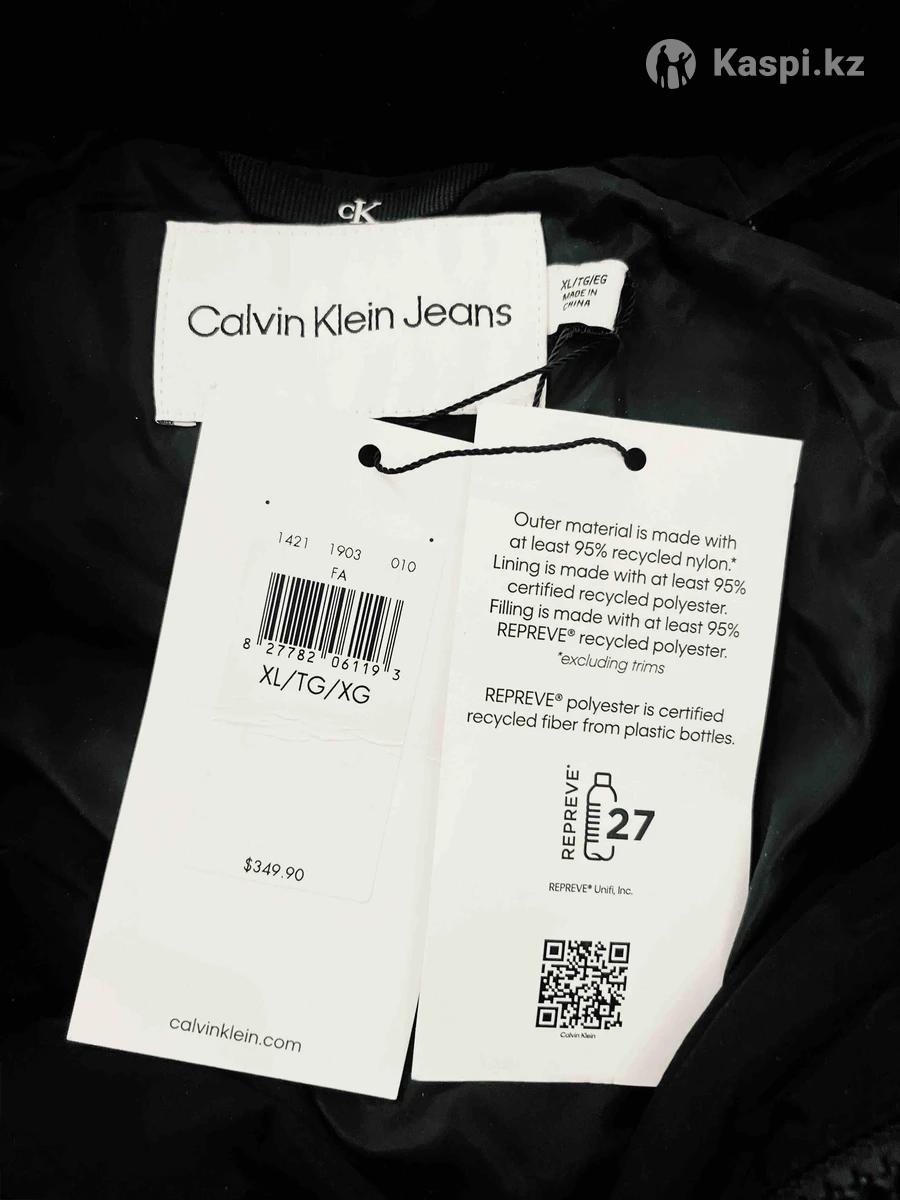 Kaspi.kz
cK
Calvin Klein Jeans
XL/TG/EG
MADE IN
CHINA
1421 1903 010
FA
8 27782 06119 3
XL/TG/XG
$349.90
calvinklein.com
Outer material is made with
at least 95% recycled nylon.*
Lining is made with at least 95%
certified recycled polyester.
Filling is made with at least 95%
REPREVE® recycled polyester.
*excluding trims
REPREVE® polyester is certified
recycled fiber from plastic bottles.
REPREVE®
27
REPREVE® Unifi, Inc.
Calvin Klein